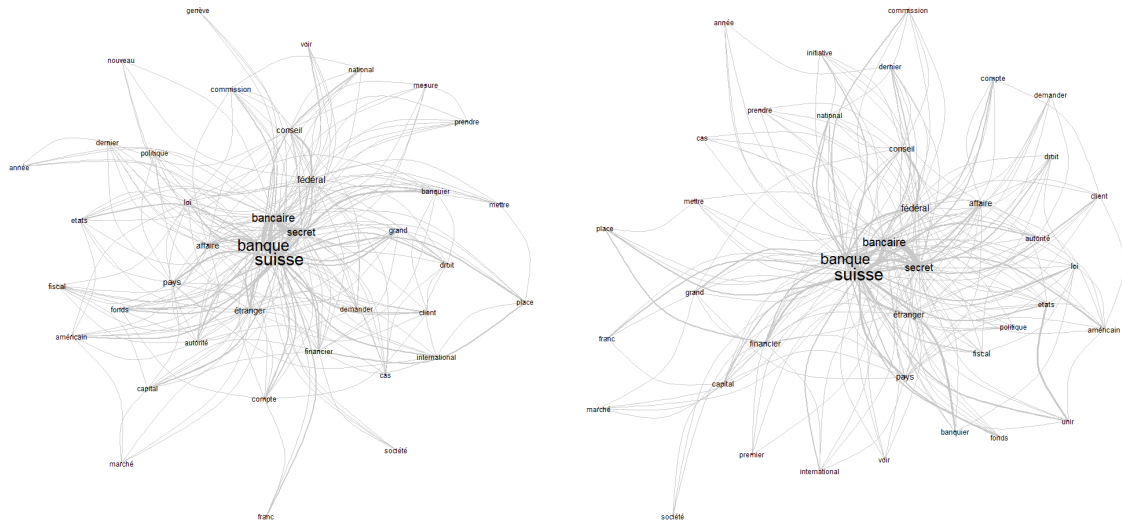 genève
voir
nouveau
national
commission
mesure
conseil
prendre
dernier
politique
année
fédéral
banquier
loi
mettre
etats
bancaire
secret
grand
affaire
banque
suisse
droit
pays
fiscal
place
fonds
étranger
demander
client
américain
autorité
financier
international
cas
capital
compte
société
marché
franc
commission
année
initiative
dernier
compte
demander
prendre
national
cas
conseil
droit
client
mettre
affaire
fédéral
place
autorité
bancaire
banque
secret
loi
suisse
grand
etats
étranger
politique
américain
franc
financier
fiscal
pays
capital
marché
unir
banquier
fonds
premier
voir
international
société